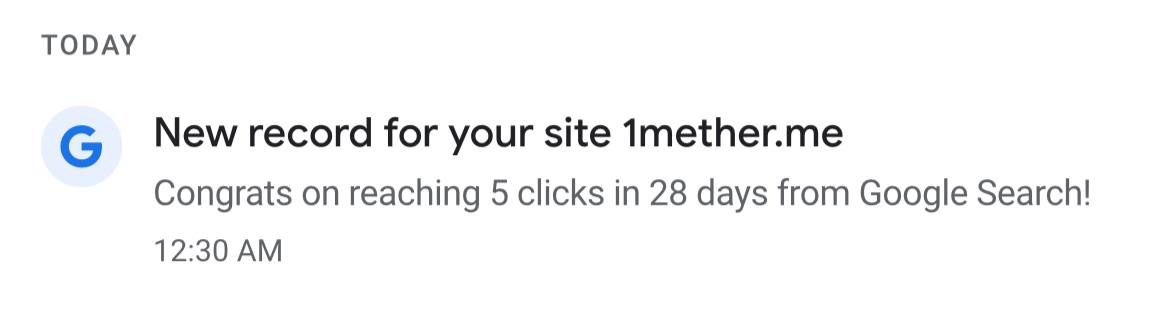 TODAY
New record for your site 1mether.me
Congrats on reaching 5 clicks in 28 days from Google Search!
12:30 AM